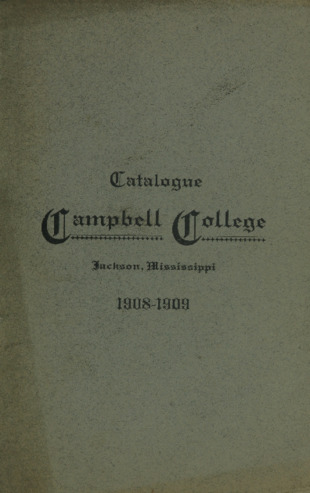 Catalogue
Campbell College
Jackson, Mississippi
1908-1909